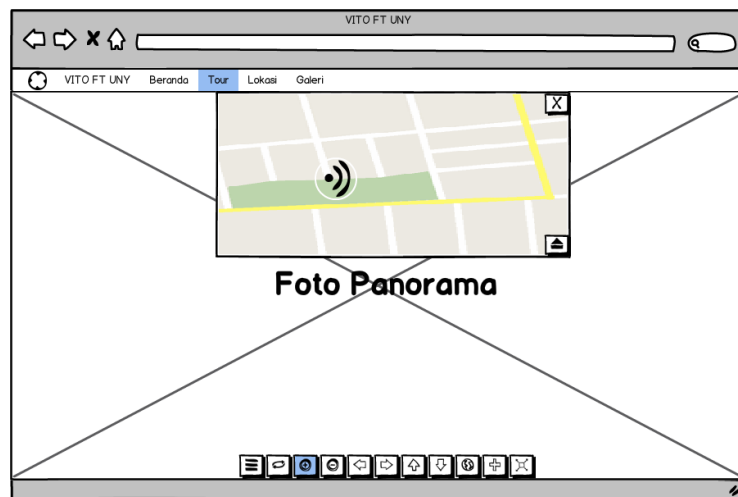 VITO FT UNY
VITO FT UNY Beranda Tour Lokasi Galeri
X
Foto Panorama